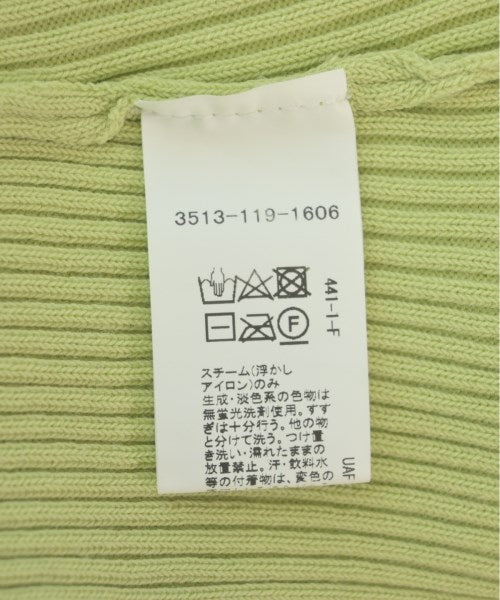 3513-119-1606
441-1-F
F
スチーム(浮かし
アイロン)のみ
生成・淡色系の色物は
無蛍光洗剤使用。すす
ぎは十分行う。他の物
と分けて洗う。つけ置
き洗い・濡れたままの
放置禁止。汗・飲料水
等の付着物は、変色の
UAF